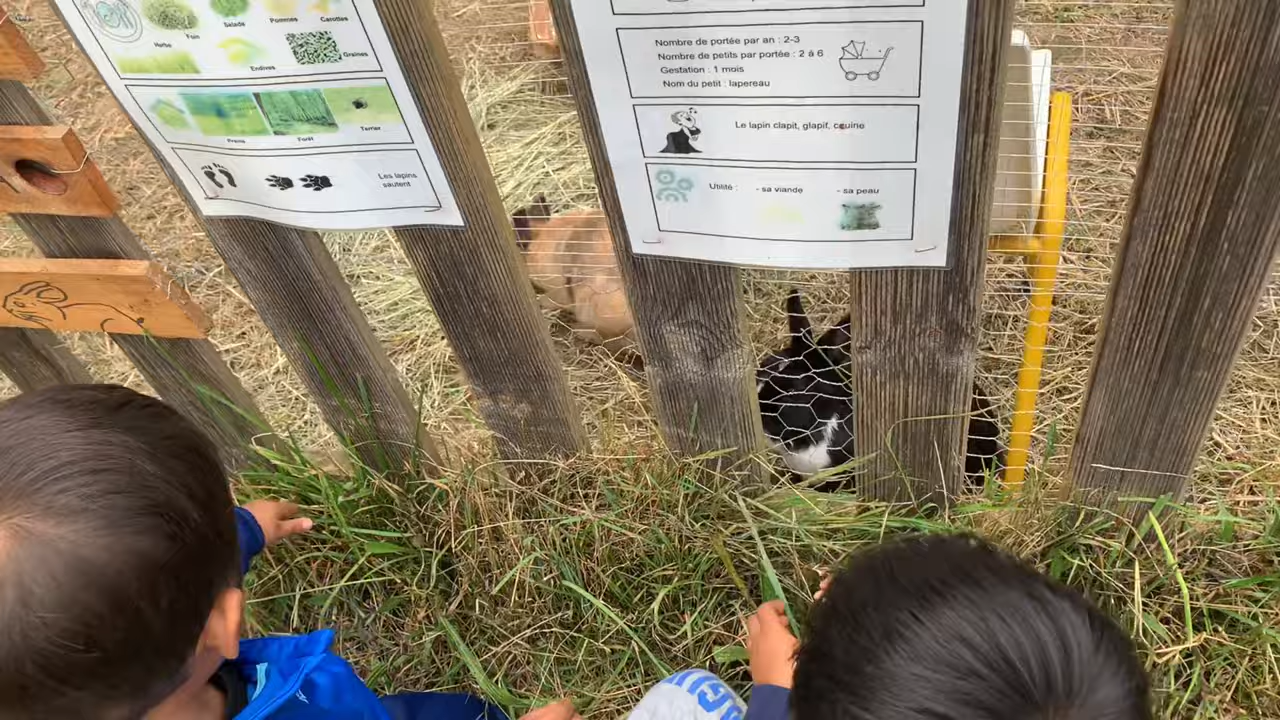 Foin
Salade
Pommes
Carottes
Herbe
Endives
Graines
Prairie
Forêt
Terrier
Les lapins
sautent
Nombre de portée par an : 2-3
Nombre de petits par portée : 2 à 6
Gestation : 1 mois
Nom du petit : lapereau
Le lapin clapit, glapit, couine
Utilité : - sa viande - sa peau